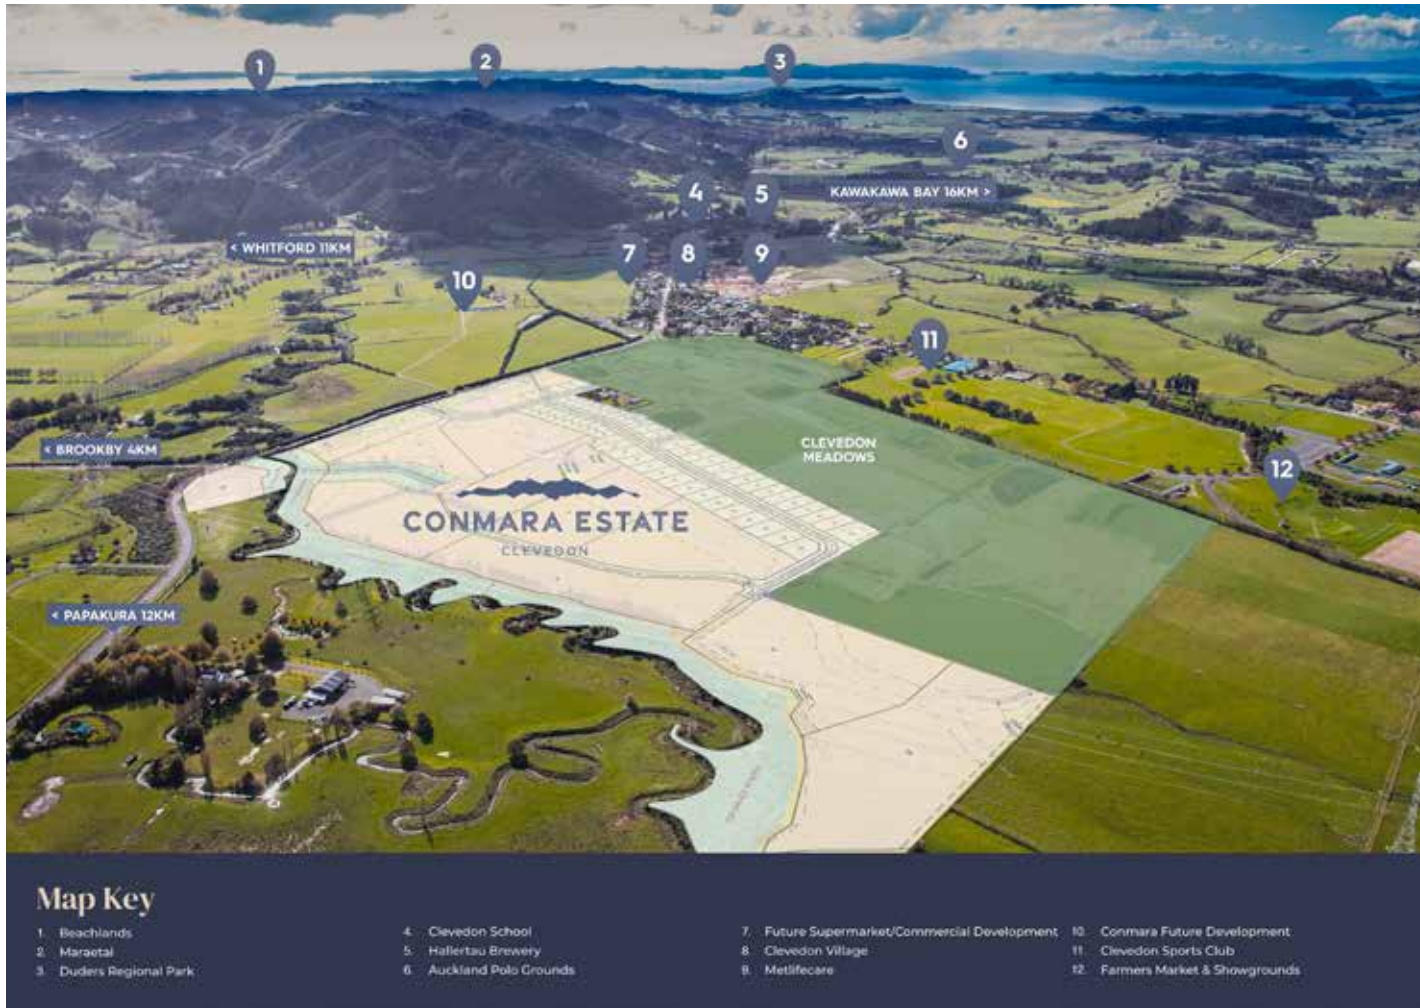 1
2
3
6
4
5
KAWAKAWA BAY 16KM >
< WHITFORD 11KM
7
8
9
10
11
CLEVEDON
MEADOWS
< BROOKBY 4KM
12
CONMARA ESTATE
CLEVEDON
< PAPAKURA 12KM
Map Key
1. Beachlands
2. Maraetai
3. Duders Regional Park
4. Clevedon School
5. Hallertau Brewery
6. Auckland Polo Grounds
7. Future Supermarket/Commercial Development
8. Clevedon Village
9. Metlifecare
10. Conmara Future Development
11. Clevedon Sports Club
12. Farmers Market & Showgrounds